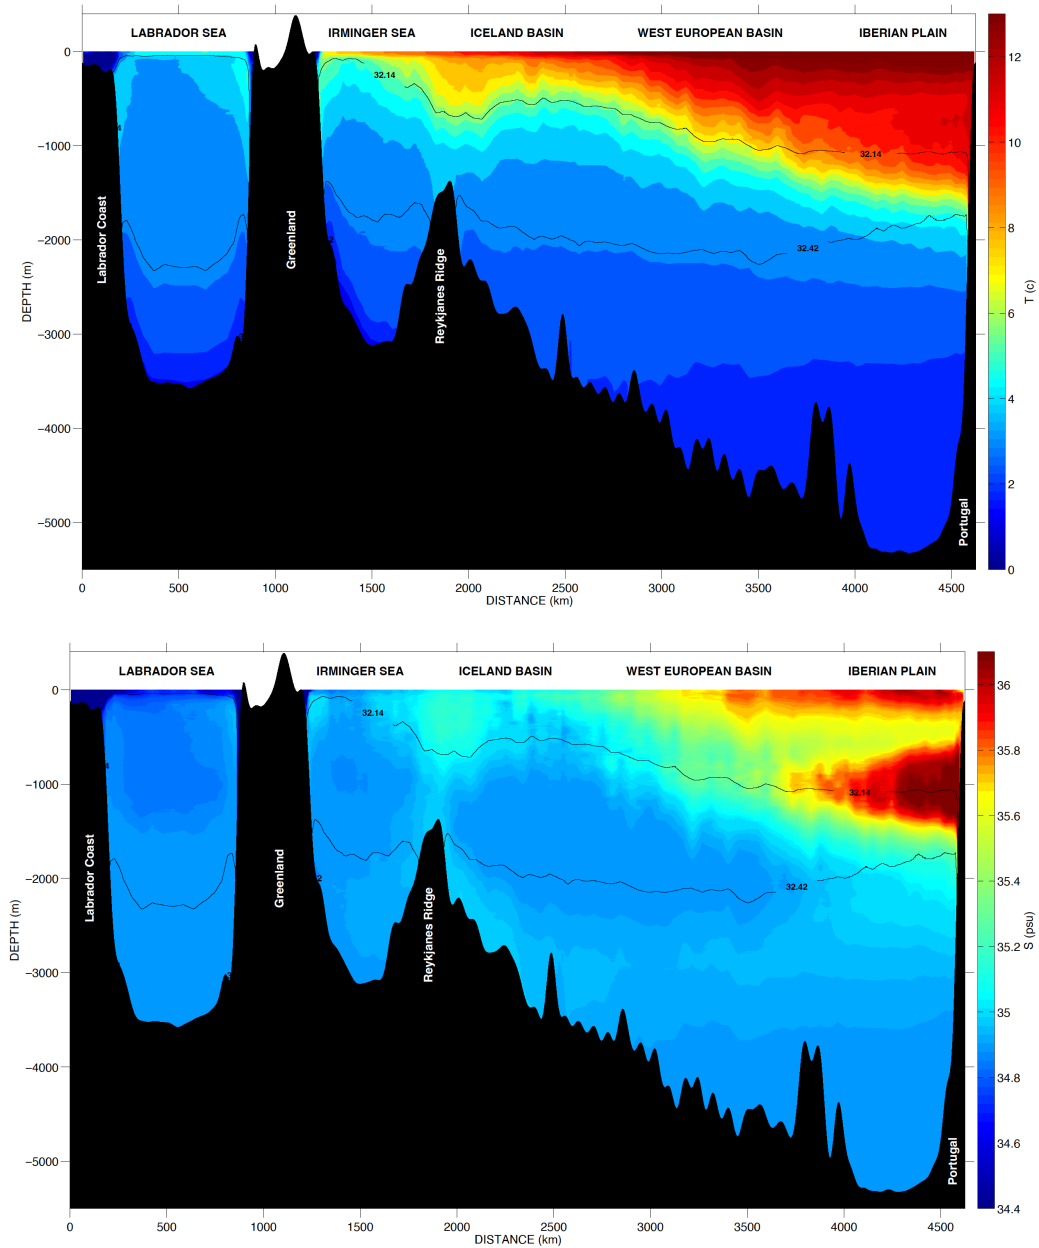 LABRADOR SEA IRMINGER SEA ICELAND BASIN WEST EUROPEAN BASIN IBERIAN PLAIN
0
−1000
−2000
−3000
−4000
−5000
DEPTH (m)
32.14
32.14
32.42
4
2
Labrador Coast
Greenland
Reykjanes Ridge
Portugal
0 500 1000 1500 2000 2500 3000 3500 4000 4500
DISTANCE (km)
12
10
8
6
4
2
0
T (c)
LABRADOR SEA IRMINGER SEA ICELAND BASIN WEST EUROPEAN BASIN IBERIAN PLAIN
0
−1000
−2000
−3000
−4000
−5000
DEPTH (m)
32.14
32.14
32.42
4
2
Labrador Coast
Greenland
Reykjanes Ridge
Portugal
0 500 1000 1500 2000 2500 3000 3500 4000 4500
DISTANCE (km)
36
35.8
35.6
35.4
35.2
35
34.8
34.6
34.4
S (psu)